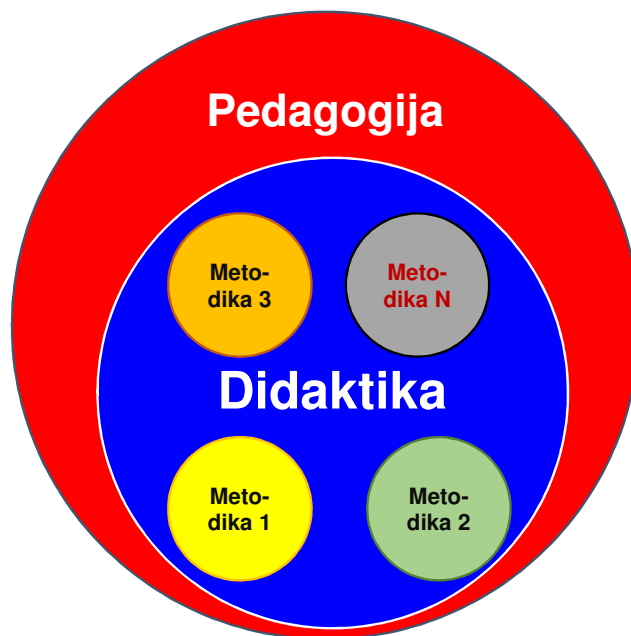 Pedagogija
Meto-
dika 3
Meto-
dika N
Didaktika
Meto-
dika 1
Meto-
dika 2